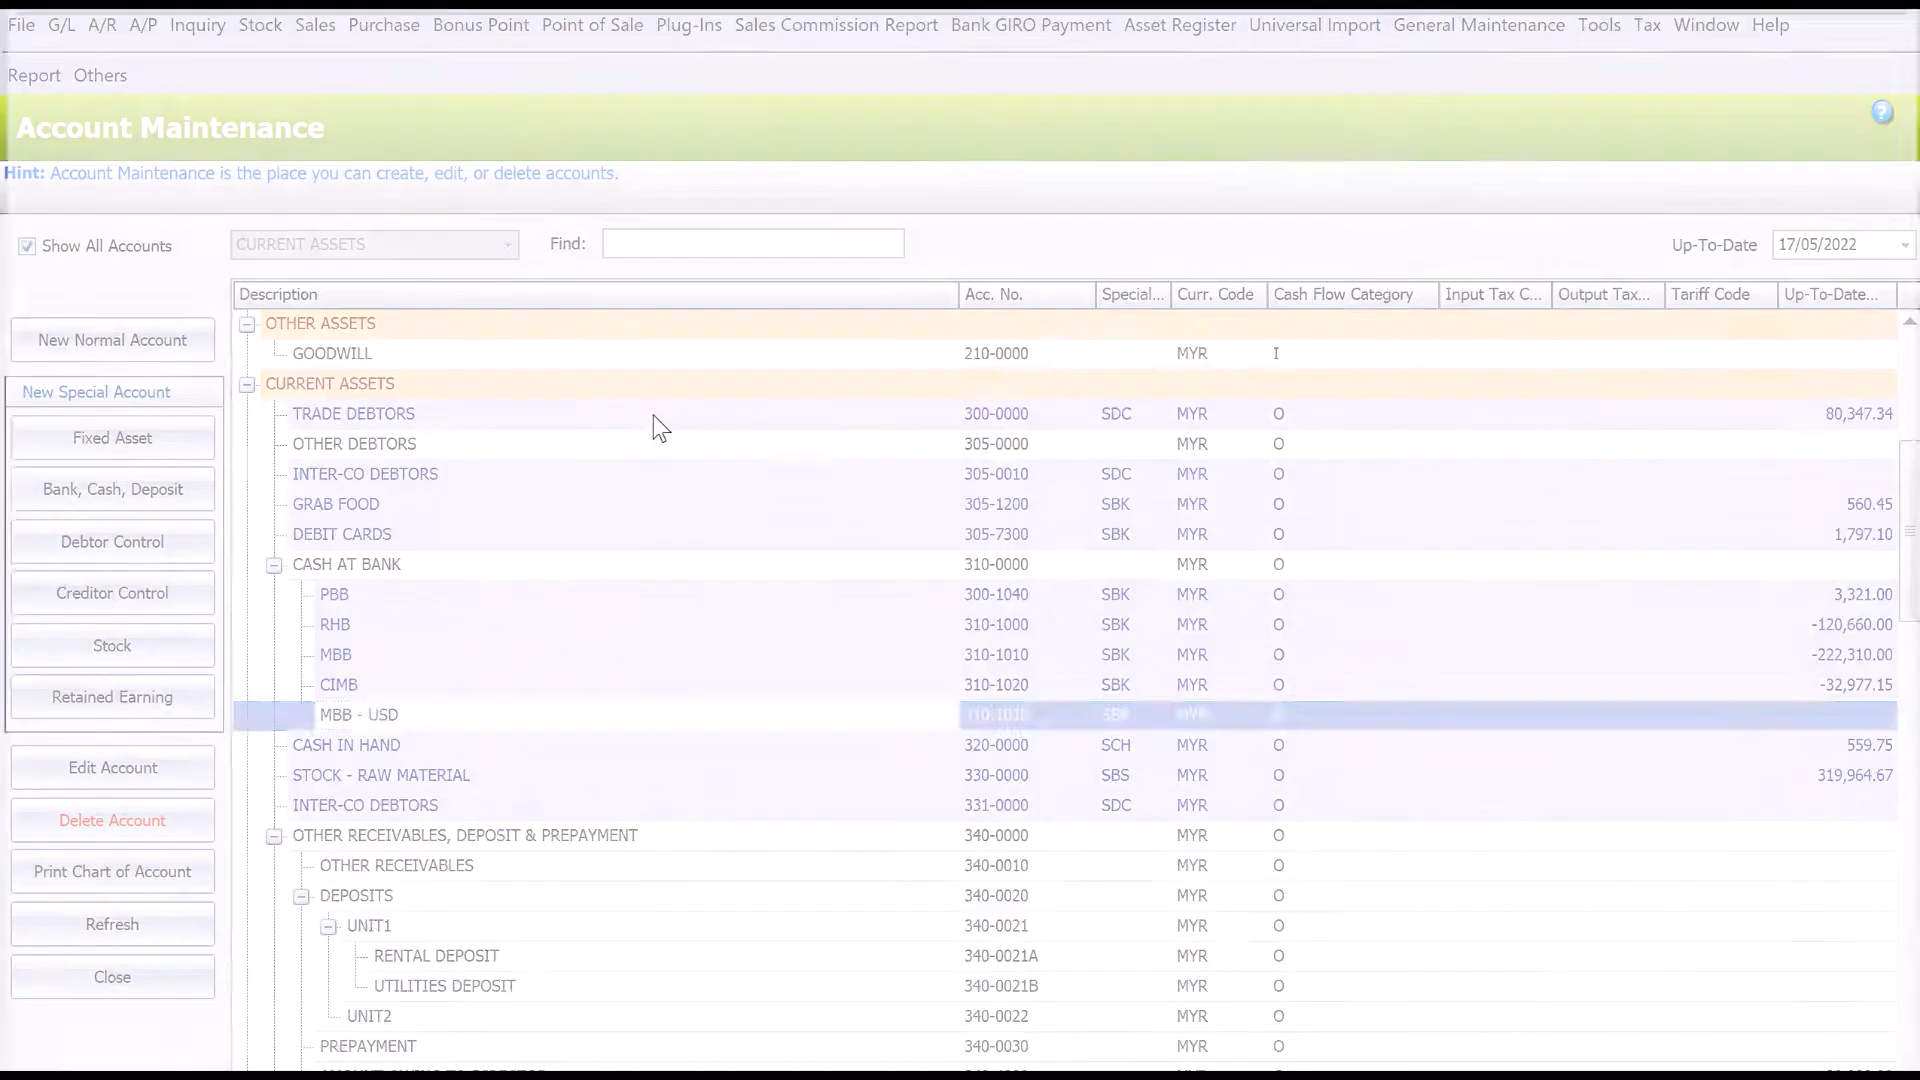 File G/L A/R A/P Inquiry Stock Sales Purchase Bonus Point Point of Sale Plug-Ins Sales Commission Report Bank GIRO Payment Asset Register Universal Import General Maintenance Tools Tax Window Help
Report Others
Account Maintenance
?
Hint: Account Maintenance is the place you can create, edit, or delete accounts.
Show All Accounts CURRENT ASSETS Find: Up-To-Date 17/05/2022
Description Acc. No. Special... Curr. Code Cash Flow Category Input Tax C... Output Tax... Tariff Code Up-To-Date...
New Normal Account
New Special Account
Fixed Asset
Bank, Cash, Deposit
Debtor Control
Creditor Control
Stock
Retained Earning
Edit Account
Delete Account
Print Chart of Account
Refresh
Close
OTHER ASSETS
GOODWILL 210-0000 MYR I
CURRENT ASSETS
TRADE DEBTORS 300-0000 SDC MYR O 80,347.34
OTHER DEBTORS 305-0000 MYR O
INTER-CO DEBTORS 305-0010 SDC MYR O
GRAB FOOD 305-1200 SBK MYR O 560.45
DEBIT CARDS 305-7300 SBK MYR O 1,797.10
CASH AT BANK 310-0000 MYR O
PBB 300-1040 SBK MYR O 3,321.00
RHB 310-1000 SBK MYR O -120,660.00
MBB 310-1010 SBK MYR O -222,310.00
CIMB 310-1020 SBK MYR O -32,977.15
MBB - USD SBK MYR
CASH IN HAND 320-0000 SCH MYR O 559.75
STOCK - RAW MATERIAL 330-0000 SBS MYR O 319,964.67
INTER-CO DEBTORS 331-0000 SDC MYR O
OTHER RECEIVABLES, DEPOSIT & PREPAYMENT 340-0000 MYR O
OTHER RECEIVABLES 340-0010 MYR O
DEPOSITS 340-0020 MYR O
UNIT1 340-0021 MYR O
RENTAL DEPOSIT 340-0021A MYR O
UTILITIES DEPOSIT 340-0021B MYR O
UNIT2 340-0022 MYR O
PREPAYMENT 340-0030 MYR O